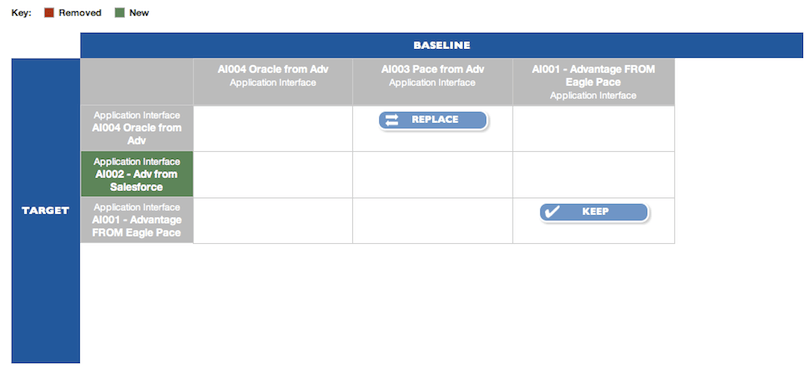 Key: Removed New
BASELINE
AI004 Oracle from Adv
Application Interface
AI003 Pace from Adv
Application Interface
AI001 - Advantage FROM
Eagle Pace
Application Interface
TARGET
Application Interface
AI004 Oracle from
Adv
REPLACE
Application Interface
AI002 - Adv from
Salesforce
Application Interface
AI001 - Advantage
FROM Eagle Pace
KEEP